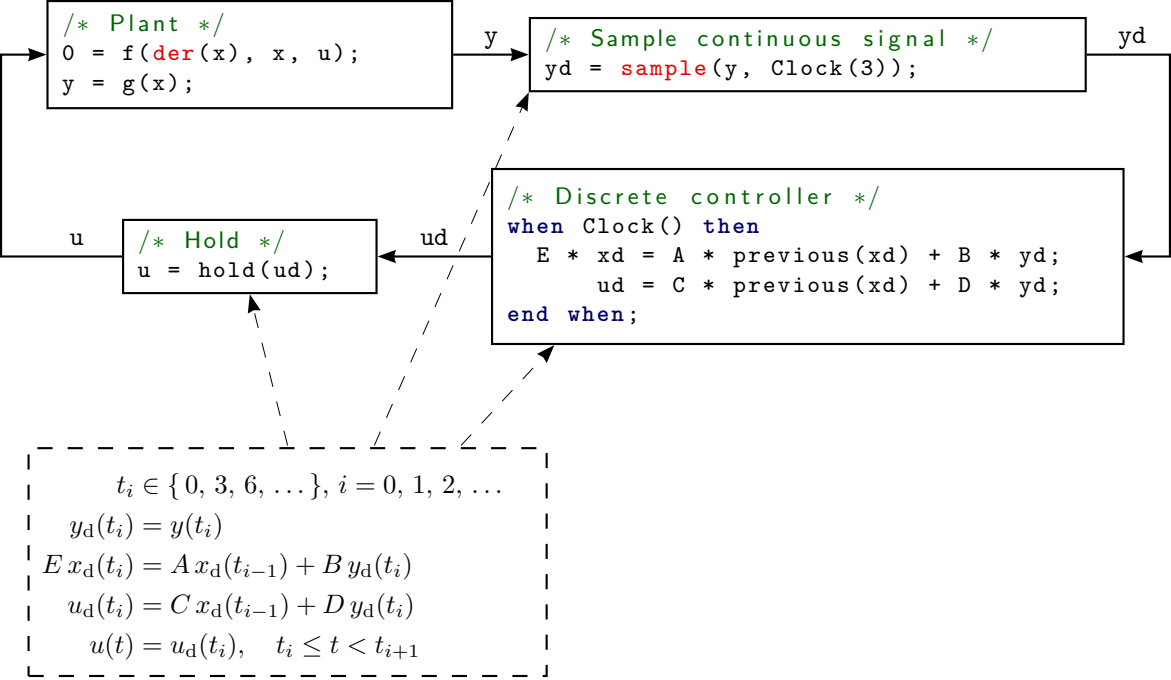 /* Plant */
0 = f(der(x), x, u);
y = g(x);
y
/* Sample continuous signal */
yd = sample(y, Clock(3));
yd
/* Discrete controller */
when Clock() then
E * xd = A * previous(xd) + B * yd;
ud = C * previous(xd) + D * yd;
end when;
ud
/* Hold */
u = hold(ud);
u
t_i ∈ { 0, 3, 6, … }, i = 0, 1, 2, …
y_d(t_i) = y(t_i)
E x_d(t_i) = A x_d(t_{i−1}) + B y_d(t_i)
u_d(t_i) = C x_d(t_{i−1}) + D y_d(t_i)
u(t) = u_d(t_i), t_i ≤ t < t_{i+1}